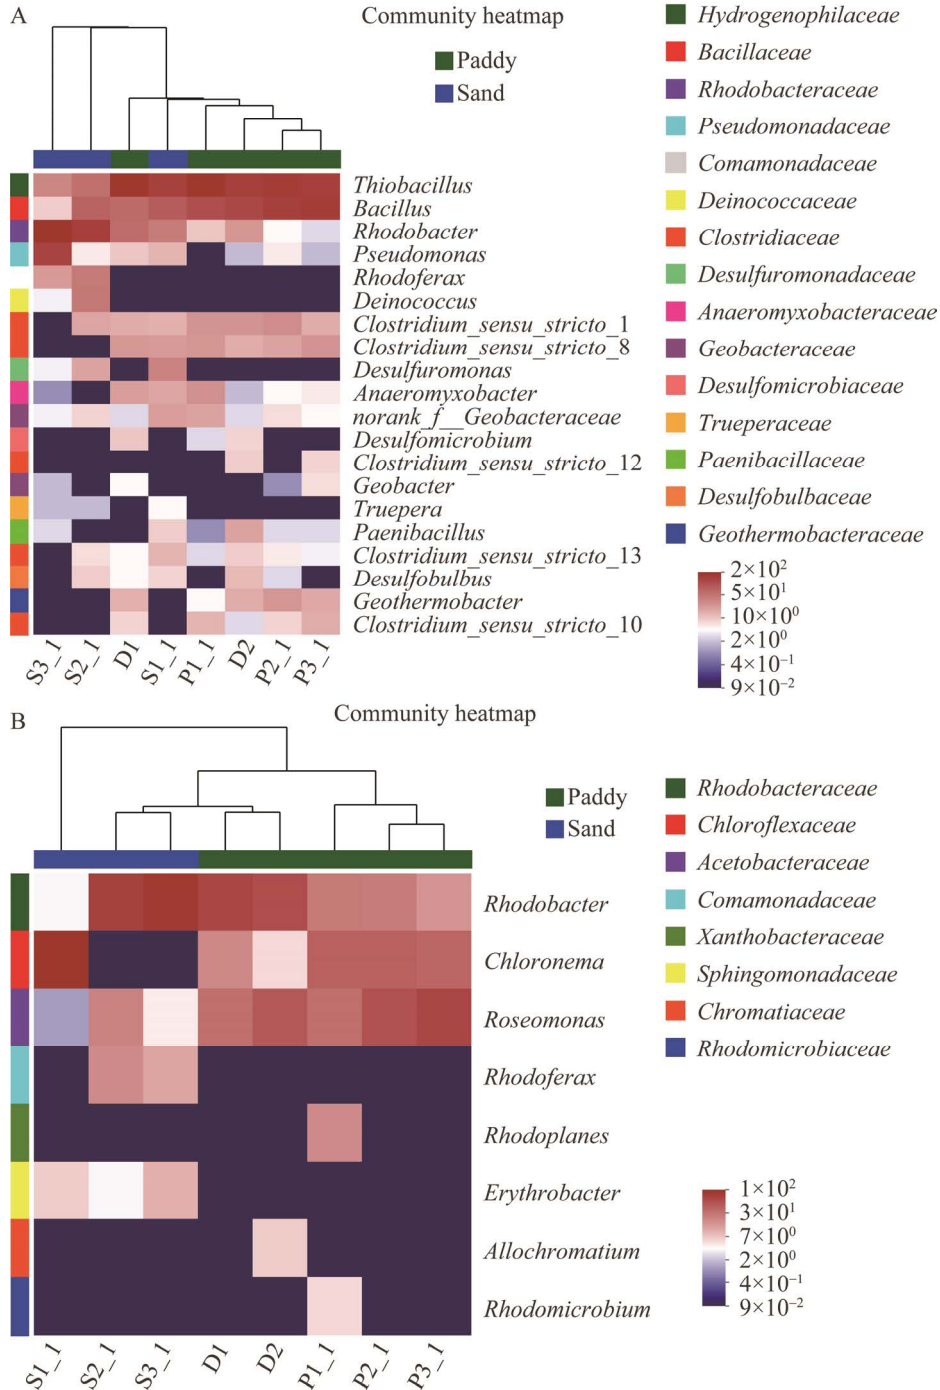 A
Community heatmap
Paddy
Sand
Hydrogenophilaceae
Bacillaceae
Rhodobacteraceae
Pseudomonadaceae
Comamonadaceae
Deinococcaceae
Clostridiaceae
Desulfuromonadaceae
Anaeromyxobacteraceae
Geobacteraceae
Desulfomicrobiaceae
Trueperaceae
Paenibacillaceae
Desulfobulbaceae
Geothermobacteraceae
Thiobacillus
Bacillus
Rhodobacter
Pseudomonas
Rhodoferax
Deinococcus
Clostridium_sensu_stricto_1
Clostridium_sensu_stricto_8
Desulfuromonas
Anaeromyxobacter
norank_f__Geobacteraceae
Desulfomicrobium
Clostridium_sensu_stricto_12
Geobacter
Truepera
Paenibacillus
Clostridium_sensu_stricto_13
Desulfobulbus
Geothermobacter
Clostridium_sensu_stricto_10
2×10²
5×10¹
10×10⁰
2×10⁰
4×10⁻¹
9×10⁻²
S3_1 S2_1 D1 S1_1 P1_1 D2 P2_1 P3_1
B
Community heatmap
Paddy
Sand
Rhodobacteraceae
Chloroflexaceae
Acetobacteraceae
Comamonadaceae
Xanthobacteraceae
Sphingomonadaceae
Chromatiaceae
Rhodomicrobiaceae
Rhodobacter
Chloronema
Roseomonas
Rhodoferax
Rhodoplanes
Erythrobacter
Allochromatium
Rhodomicrobium
1×10²
3×10¹
7×10⁰
2×10⁰
4×10⁻¹
9×10⁻²
S1_1 S2_1 S3_1 D1 D2 P1_1 P2_1 P3_1